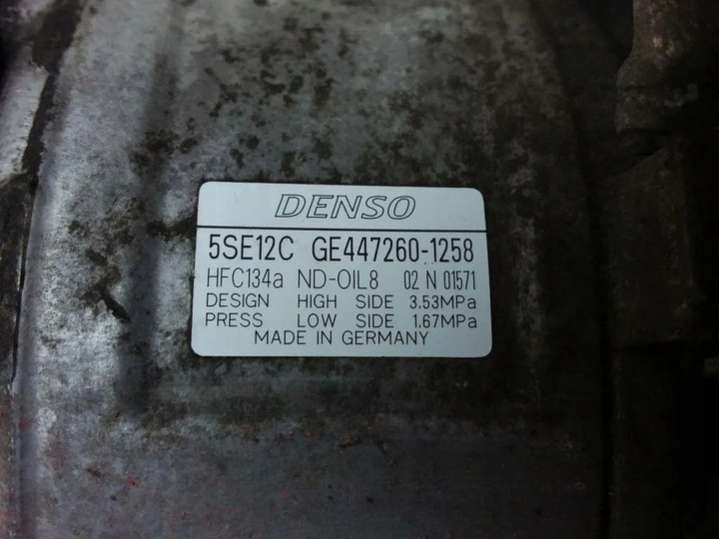 DENSO
5SE12C GE447260-1258
HFC134a ND-OIL8 02 N 01571
DESIGN HIGH SIDE 3.53MPa
PRESS LOW SIDE 1.67MPa
MADE IN GERMANY